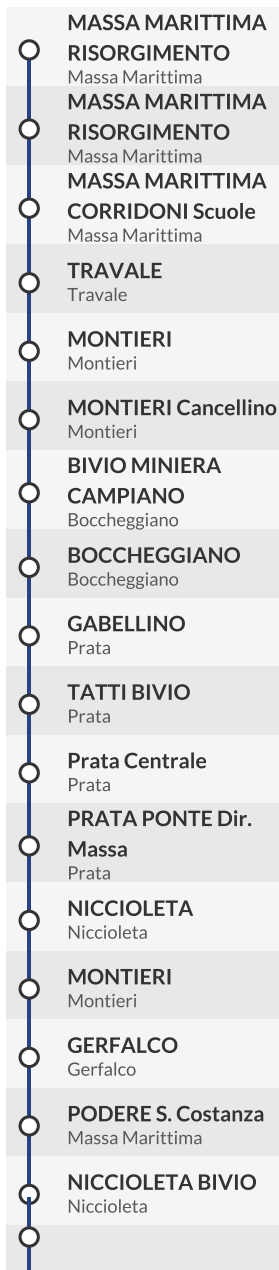 MASSA MARITTIMA
RISORGIMENTO
Massa Marittima
MASSA MARITTIMA
RISORGIMENTO
Massa Marittima
MASSA MARITTIMA
CORRIDONI Scuole
Massa Marittima
TRAVALE
Travale
MONTIERI
Montieri
MONTIERI Cancellino
Montieri
BIVIO MINIERA
CAMPIANO
Boccheggiano
BOCCHEGGIANO
Boccheggiano
GABELLINO
Prata
TATTI BIVIO
Prata
Prata Centrale
Prata
PRATA PONTE Dir.
Massa
Prata
NICCIOLETA
Niccioleta
MONTIERI
Montieri
GERFALCO
Gerfalco
PODERE S. Costanza
Massa Marittima
NICCIOLETA BIVIO
Niccioleta